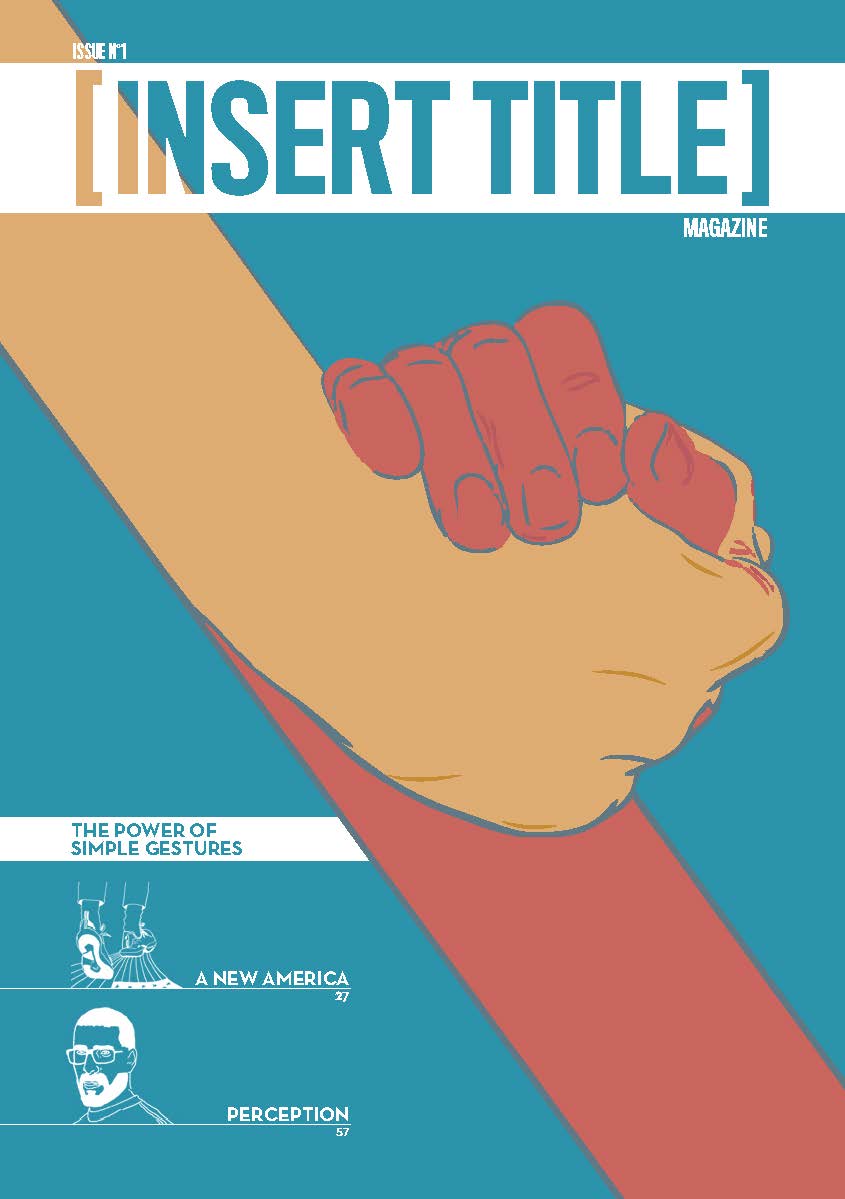 ISSUE N°1
[INSERT TITLE]
MAGAZINE
THE POWER OF
SIMPLE GESTURES
A NEW AMERICA
27
PERCEPTION
57